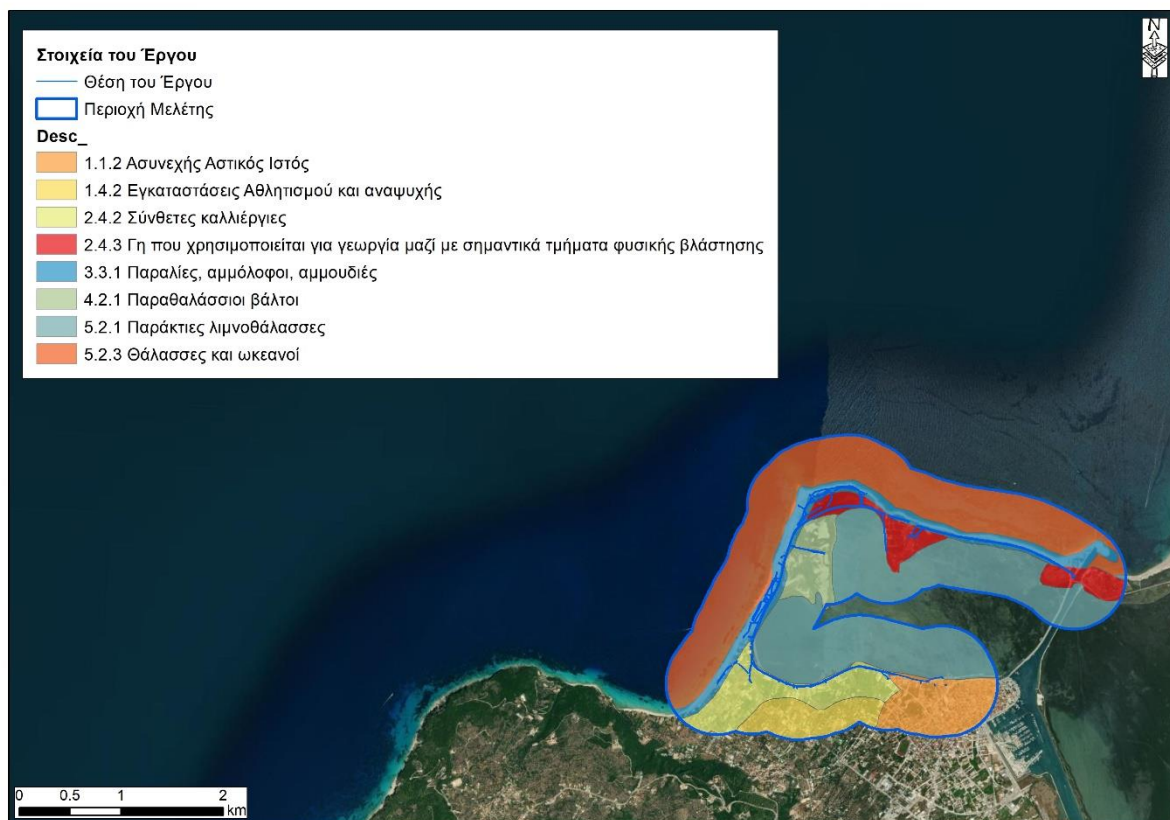 Στοιχεία του Έργου
Θέση του Έργου
Περιοχή Μελέτης
Desc_
1.1.2 Ασυνεχής Αστικός Ιστός
1.4.2 Εγκαταστάσεις Αθλητισμού και αναψυχής
2.4.2 Σύνθετες καλλιέργιες
2.4.3 Γη που χρησιμοποιείται για γεωργία μαζί με σημαντικά τμήματα φυσικής βλάστησης
3.3.1 Παραλίες, αμμόλοφοι, αμμουδιές
4.2.1 Παραθαλάσσιοι βάλτοι
5.2.1 Παράκτιες λιμνοθάλασσες
5.2.3 Θάλασσες και ωκεανοί
N
0 0.5 1 2
km